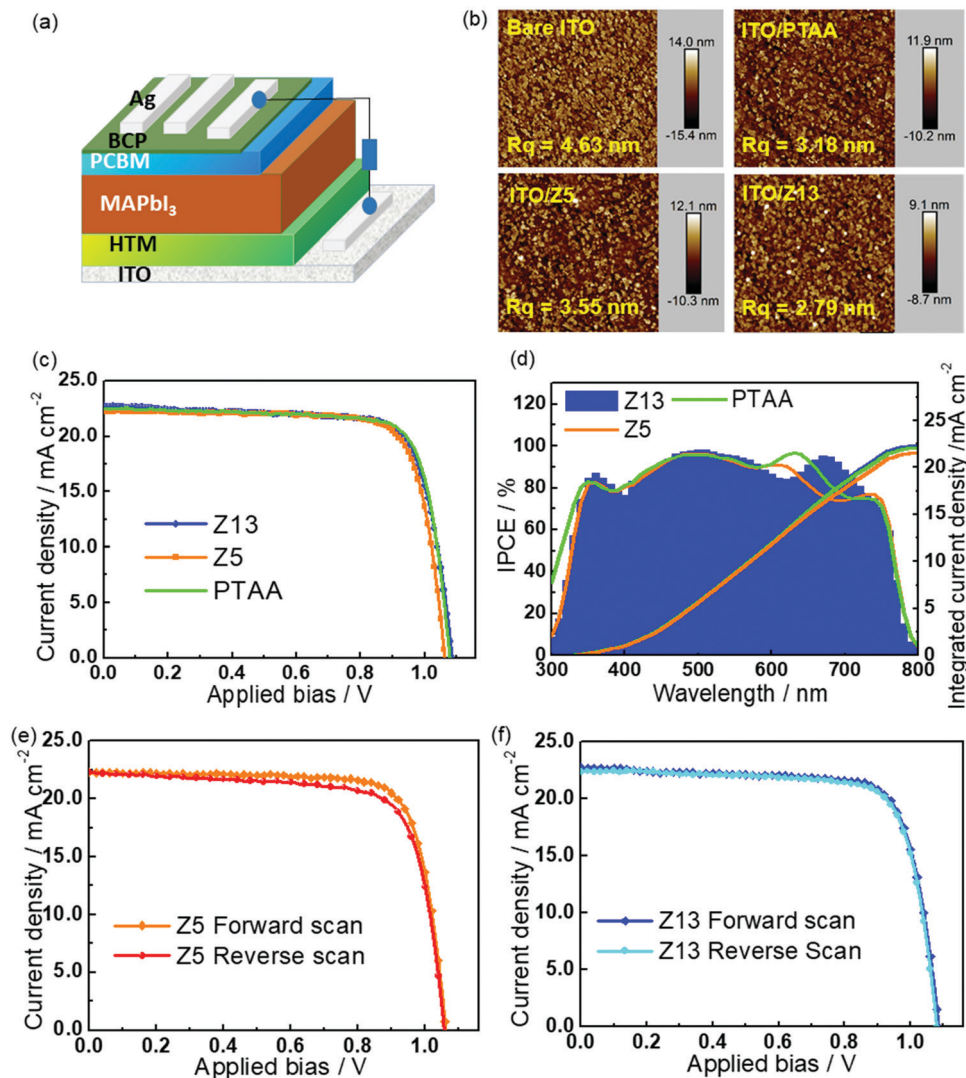 (a)
Ag
BCP
PCBM
MAPbI₃
HTM
ITO
(b)
Bare ITO
Rq = 4.63 nm
14.0 nm
-15.4 nm
ITO/PTAA
Rq = 3.18 nm
11.9 nm
-10.2 nm
ITO/Z5
Rq = 3.55 nm
12.1 nm
-10.3 nm
ITO/Z13
Rq = 2.79 nm
9.1 nm
-8.7 nm
(c)
Current density / mA cm⁻²
25.0
20.0
15.0
10.0
5.0
0.0
Z13
Z5
PTAA
0.0 0.2 0.4 0.6 0.8 1.0
Applied bias / V
(d)
IPCE / %
120
100
80
60
40
20
0
Z13
PTAA
Z5
25
20
15
10
5
0
Integrated current density /mA cm⁻²
300 400 500 600 700 800
Wavelength / nm
(e)
Current density / mA cm⁻²
25.0
20.0
15.0
10.0
5.0
0.0
Z5 Forward scan
Z5 Reverse scan
0.0 0.2 0.4 0.6 0.8 1.0
Applied bias / V
(f)
Current density / mA cm⁻²
25.0
20.0
15.0
10.0
5.0
0.0
Z13 Forward scan
Z13 Reverse Scan
0.0 0.2 0.4 0.6 0.8 1.0
Applied bias / V